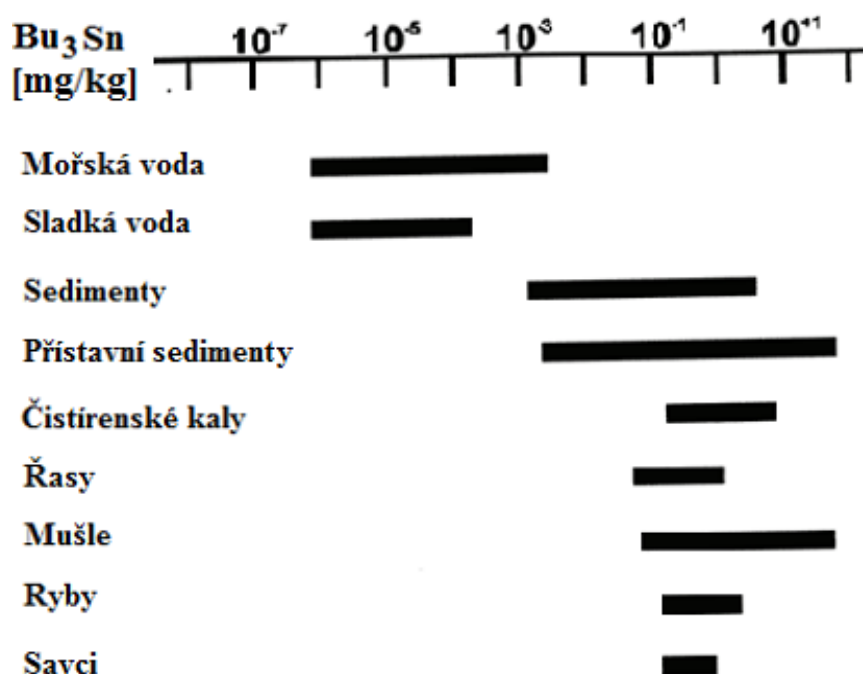 Bu₃Sn 10⁻⁷ 10⁻⁵ 10⁻³ 10⁻¹ 10⁺¹
[mg/kg]
Mořská voda
Sladká voda
Sedimenty
Přístavní sedimenty
Čistírenské kaly
Řasy
Mušle
Ryby
Savci